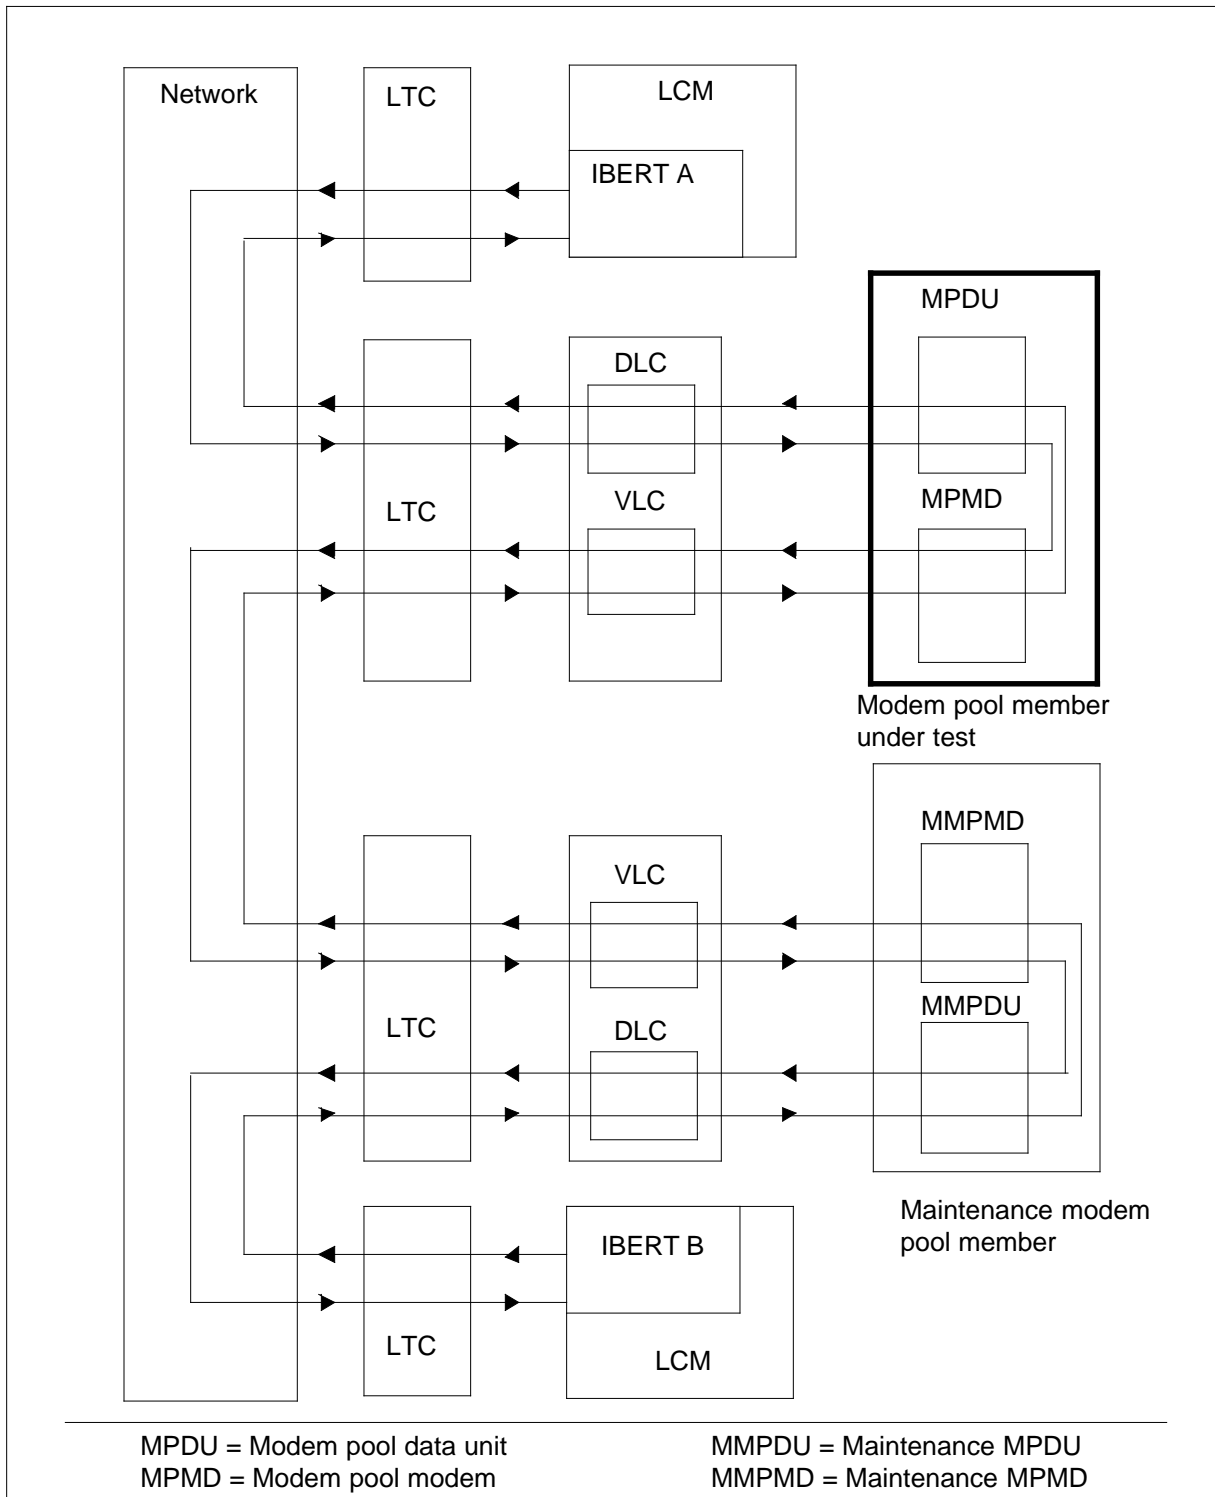 Network
LTC
LCM
IBERT A
MPDU
DLC
MPMD
VLC
LTC
Modem pool member
under test
MMPMD
VLC
MMPDU
LTC
DLC
Maintenance modem
pool member
IBERT B
LTC
LCM
MPDU = Modem pool data unit
MPMD = Modem pool modem
MMPDU = Maintenance MPDU
MMPMD = Maintenance MPMD